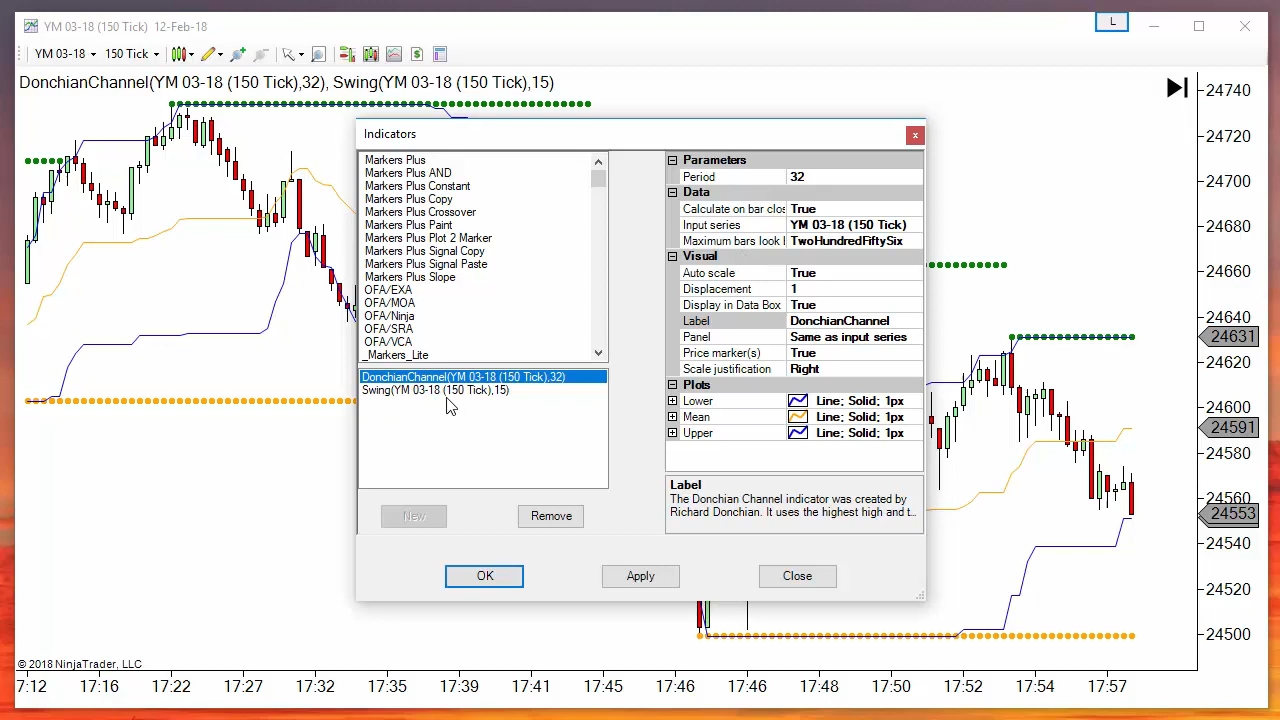 YM 03-18 (150 Tick) 12-Feb-18
L
YM 03-18 150 Tick
DonchianChannel(YM 03-18 (150 Tick),32), Swing(YM 03-18 (150 Tick),15)
Indicators
x
Markers Plus
Markers Plus AND
Markers Plus Constant
Markers Plus Copy
Markers Plus Crossover
Markers Plus Paint
Markers Plus Plot 2 Marker
Markers Plus Signal Copy
Markers Plus Signal Paste
Markers Plus Slope
OFA/EXA
OFA/MOA
OFA/Ninja
OFA/SRA
OFA/VCA
_Markers_Lite
DonchianChannel(YM 03-18 (150 Tick),32)
Swing(YM 03-18 (150 Tick),15)
New
Remove
Parameters
Period 32
Data
Calculate on bar clos True
Input series YM 03-18 (150 Tick)
Maximum bars look l TwoHundredFiftySix
Visual
Auto scale True
Displacement 1
Display in Data Box True
Label DonchianChannel
Panel Same as input series
Price marker(s) True
Scale justification Right
Plots
Lower Line; Solid; 1px
Mean Line; Solid; 1px
Upper Line; Solid; 1px
Label
The Donchian Channel indicator was created by
Richard Donchian. It uses the highest high and t...
OK
Apply
Close
24740
24720
24700
24680
24660
24640
24631
24620
24600
24591
24580
24560
24553
24540
24520
24500
© 2018 NinjaTrader, LLC
17:12 17:16 17:22 17:27 17:32 17:35 17:39 17:41 17:45 17:46 17:46 17:48 17:50 17:52 17:54 17:57